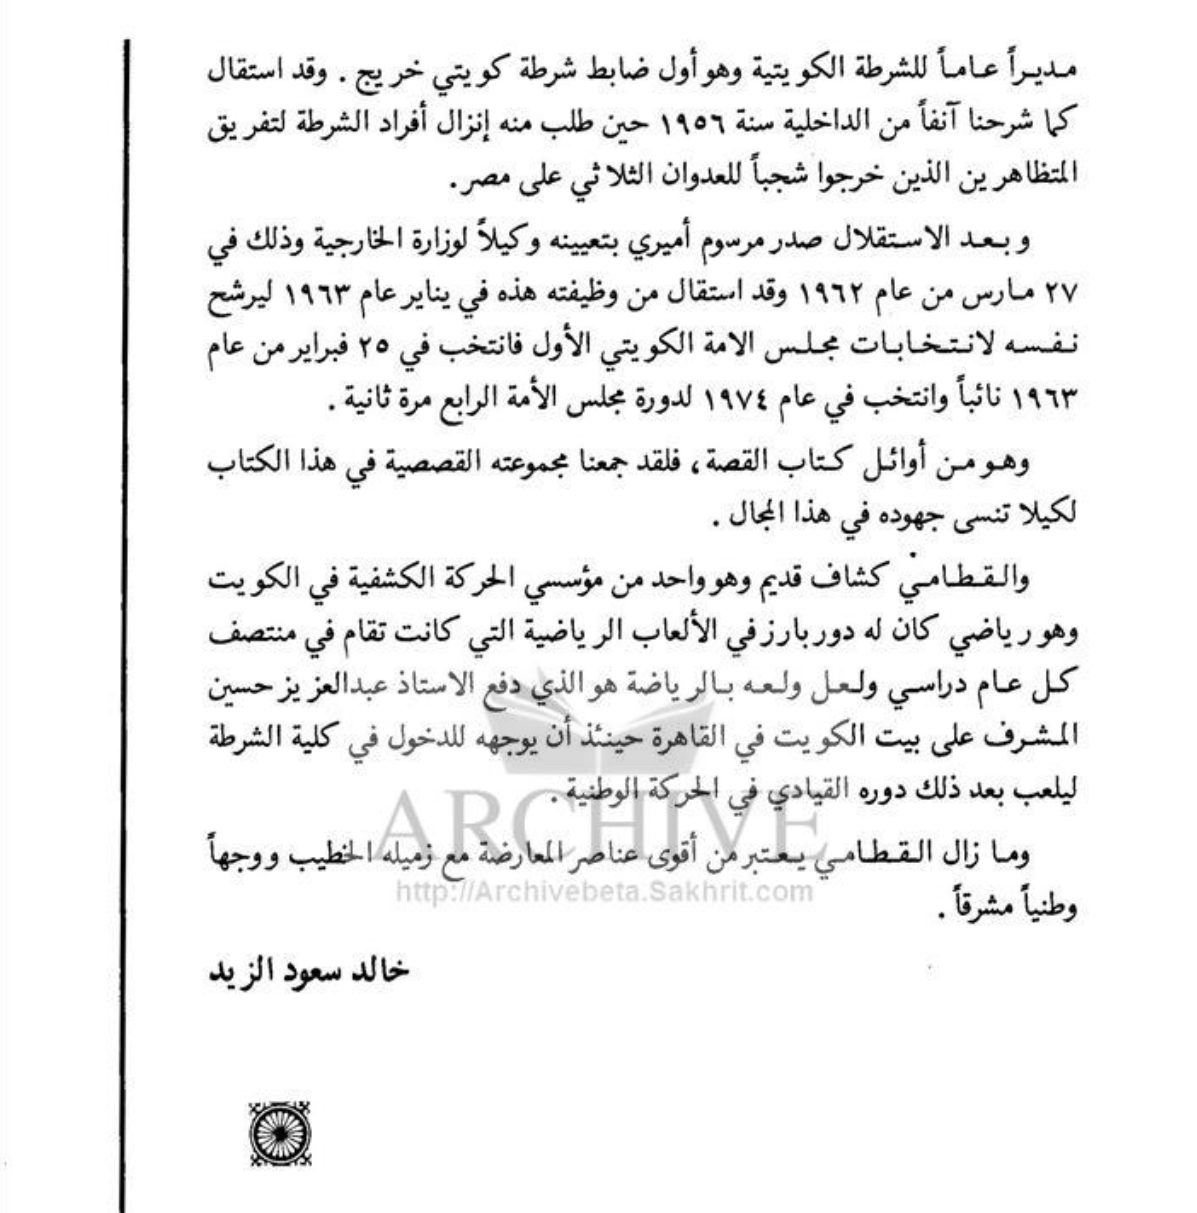 مديراً عاماً للشرطة الكويتية وهو أول ضابط شرطة كويتي خريج . وقد استقال
كما شرحنا آنفاً من الداخلية سنة ١٩٥٦ حين طلب منه إنزال أفراد الشرطة لتفريق
المتظاهرين الذين خرجوا شجباً للعدوان الثلاثي على مصر .
وبعد الاستقلال صدر مرسوم أميري بتعيينه وكيلاً لوزارة الخارجية وذلك في
٢٧ مارس من عام ١٩٦٢ وقد استقال من وظيفته هذه في يناير عام ١٩٦٣ ليرشح
نفسه لانتخابات مجلس الامة الكويتي الأول فانتخب في ٢٥ فبراير من عام
١٩٦٣ نائباً وانتخب في عام ١٩٧٤ لدورة مجلس الأمة الرابع مرة ثانية .
وهو من أوائل كتاب القصة ، فلقد جمعنا مجموعته القصصية في هذا الكتاب
لكيلا تنسى جهوده في هذا المجال .
والقطامي كشاف قديم وهو واحد من مؤسسي الحركة الكشفية في الكويت
وهو رياضي كان له دور بارز في الألعاب الرياضية التي كانت تقام في منتصف
كل عام دراسي ولعل ولعه بالرياضة هو الذي دفع الاستاذ عبدالعزيز حسين
المشرف على بيت الكويت في القاهرة حينئذ أن يوجهه للدخول في كلية الشرطة
ليلعب بعد ذلك دوره القيادي في الحركة الوطنية .
ARCHIVE
وما زال القطامي يعتبر من أقوى عناصر المعارضة مع زميله الخطيب ووجهاً
http://Archivebeta.Sakhrit.com
وطنياً مشرقاً .
خالد سعود الزيد